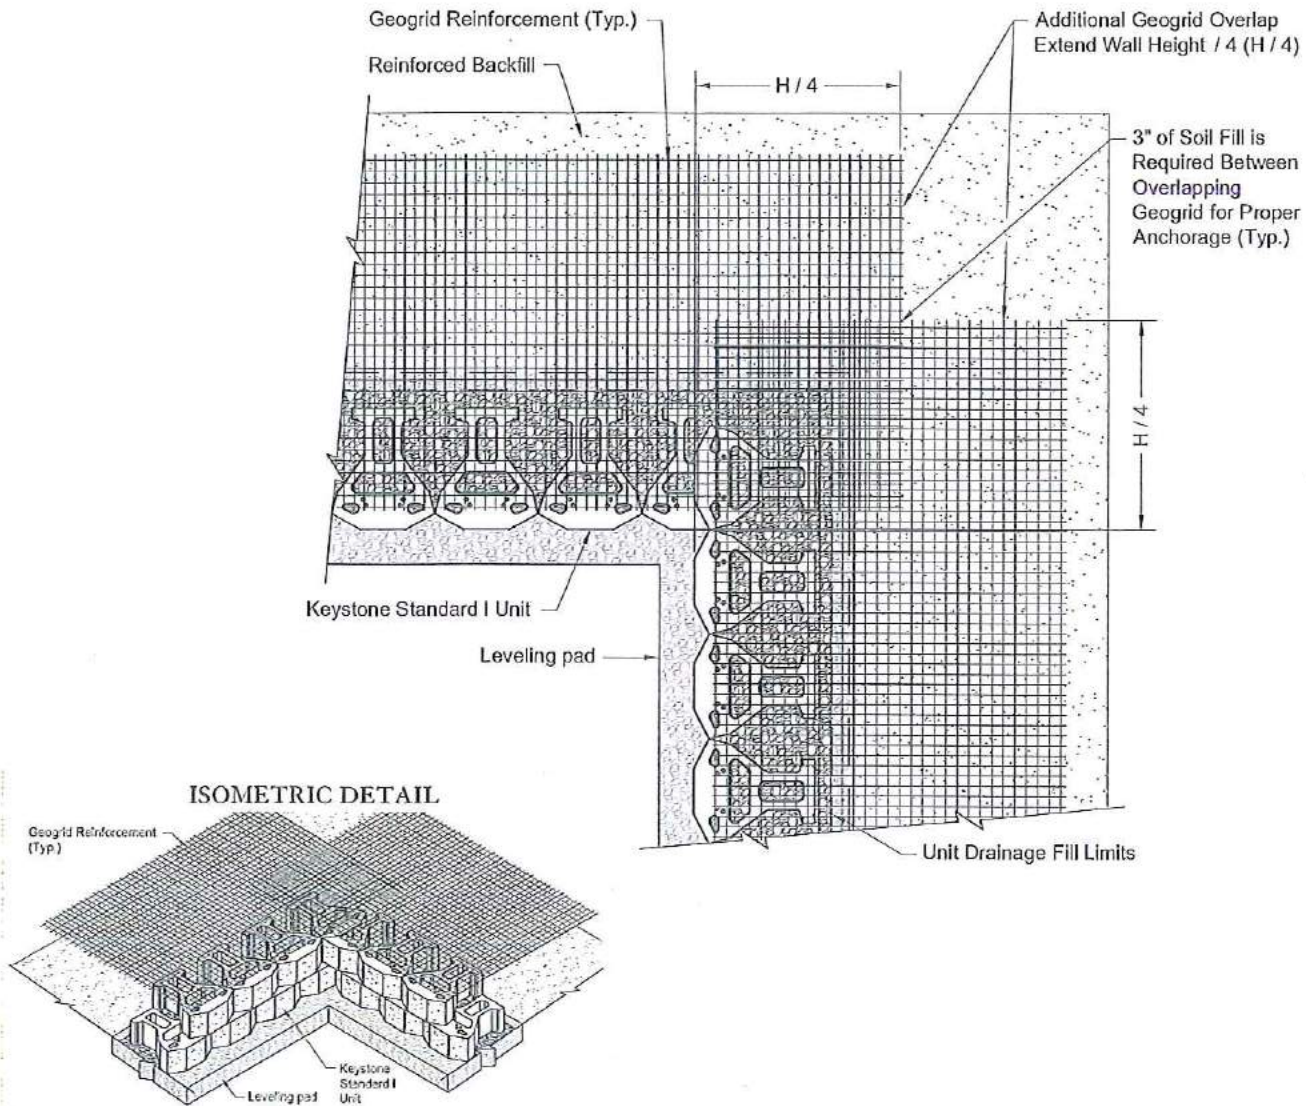 Geogrid Reinforcement (Typ.)
Reinforced Backfill
H / 4
Additional Geogrid Overlap
Extend Wall Height / 4 (H / 4)
3" of Soil Fill is
Required Between
Overlapping
Geogrid for Proper
Anchorage (Typ.)
H / 4
Keystone Standard I Unit
Leveling pad
Unit Drainage Fill Limits
ISOMETRIC DETAIL
Geogrid Reinforcement
(Typ.)
Keystone
Standard I
Unit
Leveling pad